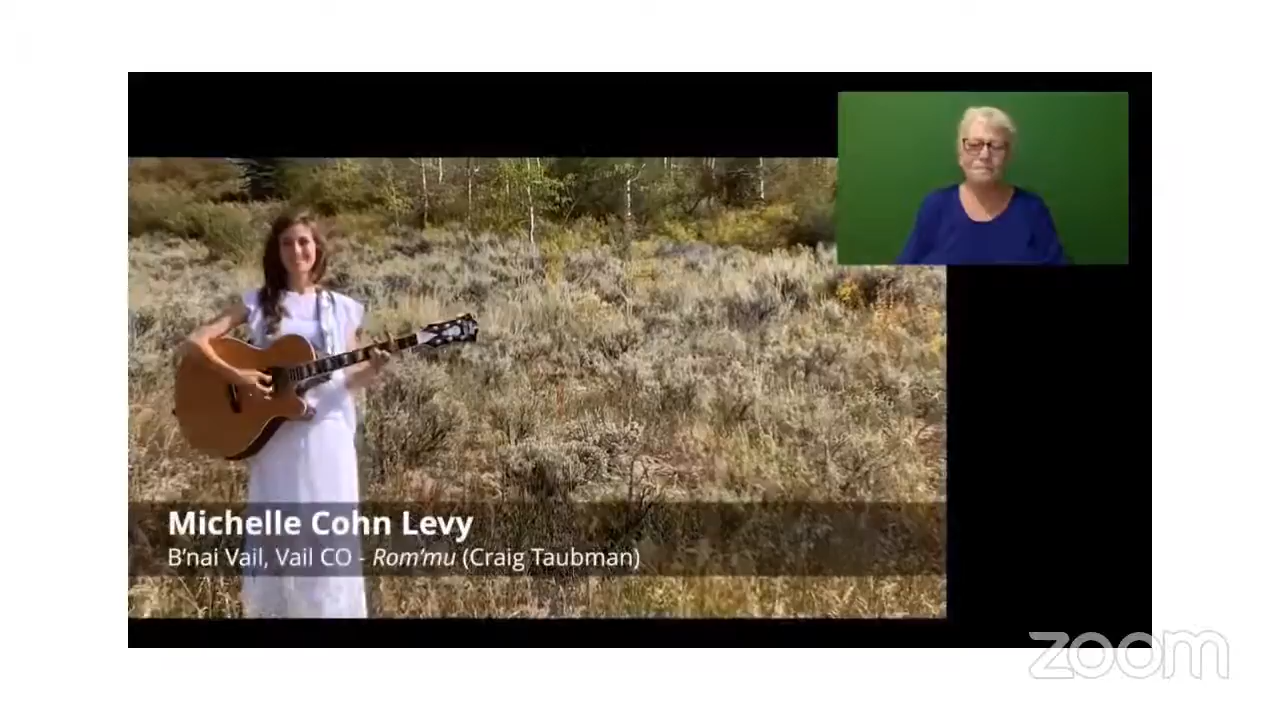 Michelle Cohn Levy
B'nai Vail, Vail CO - Rom'mu (Craig Taubman)
zoom